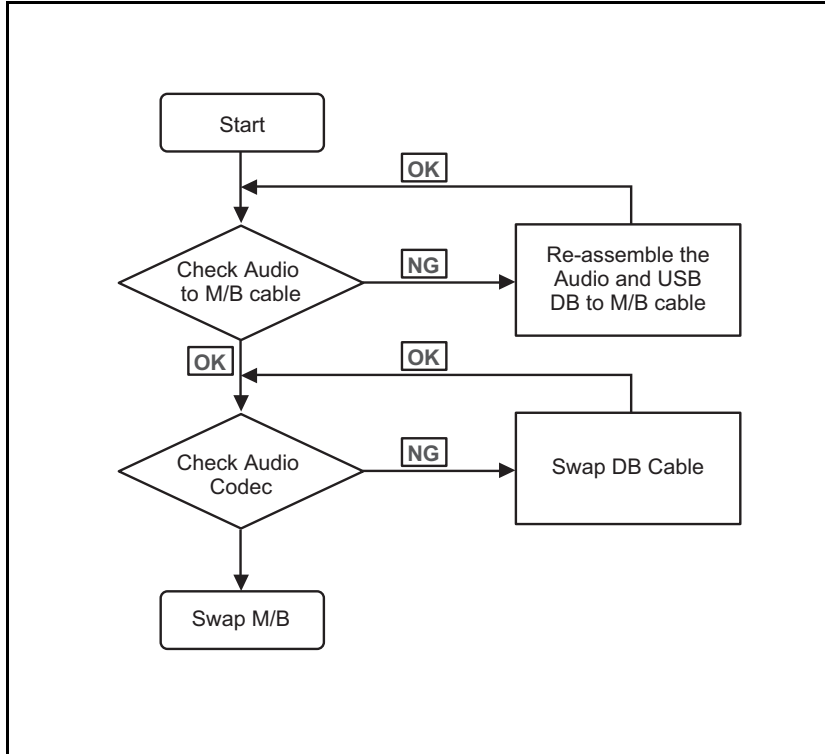 Start
OK
Check Audio
to M/B cable
NG
Re-assemble the
Audio and USB
DB to M/B cable
OK
OK
Check Audio
Codec
NG
Swap DB Cable
Swap M/B